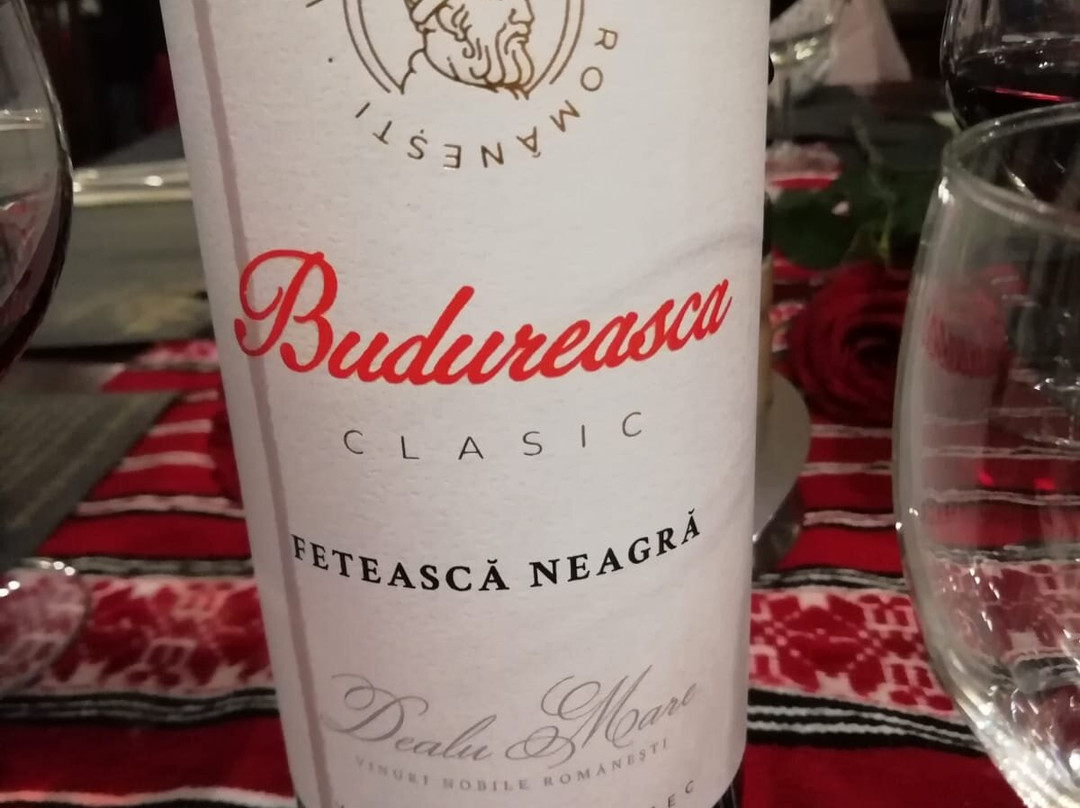 ROMÂNEȘTI
Budureasca
CLASIC
FETEASCĂ NEAGRĂ
Dealu Mare
VINURI NOBILE ROMÂNEȘTI